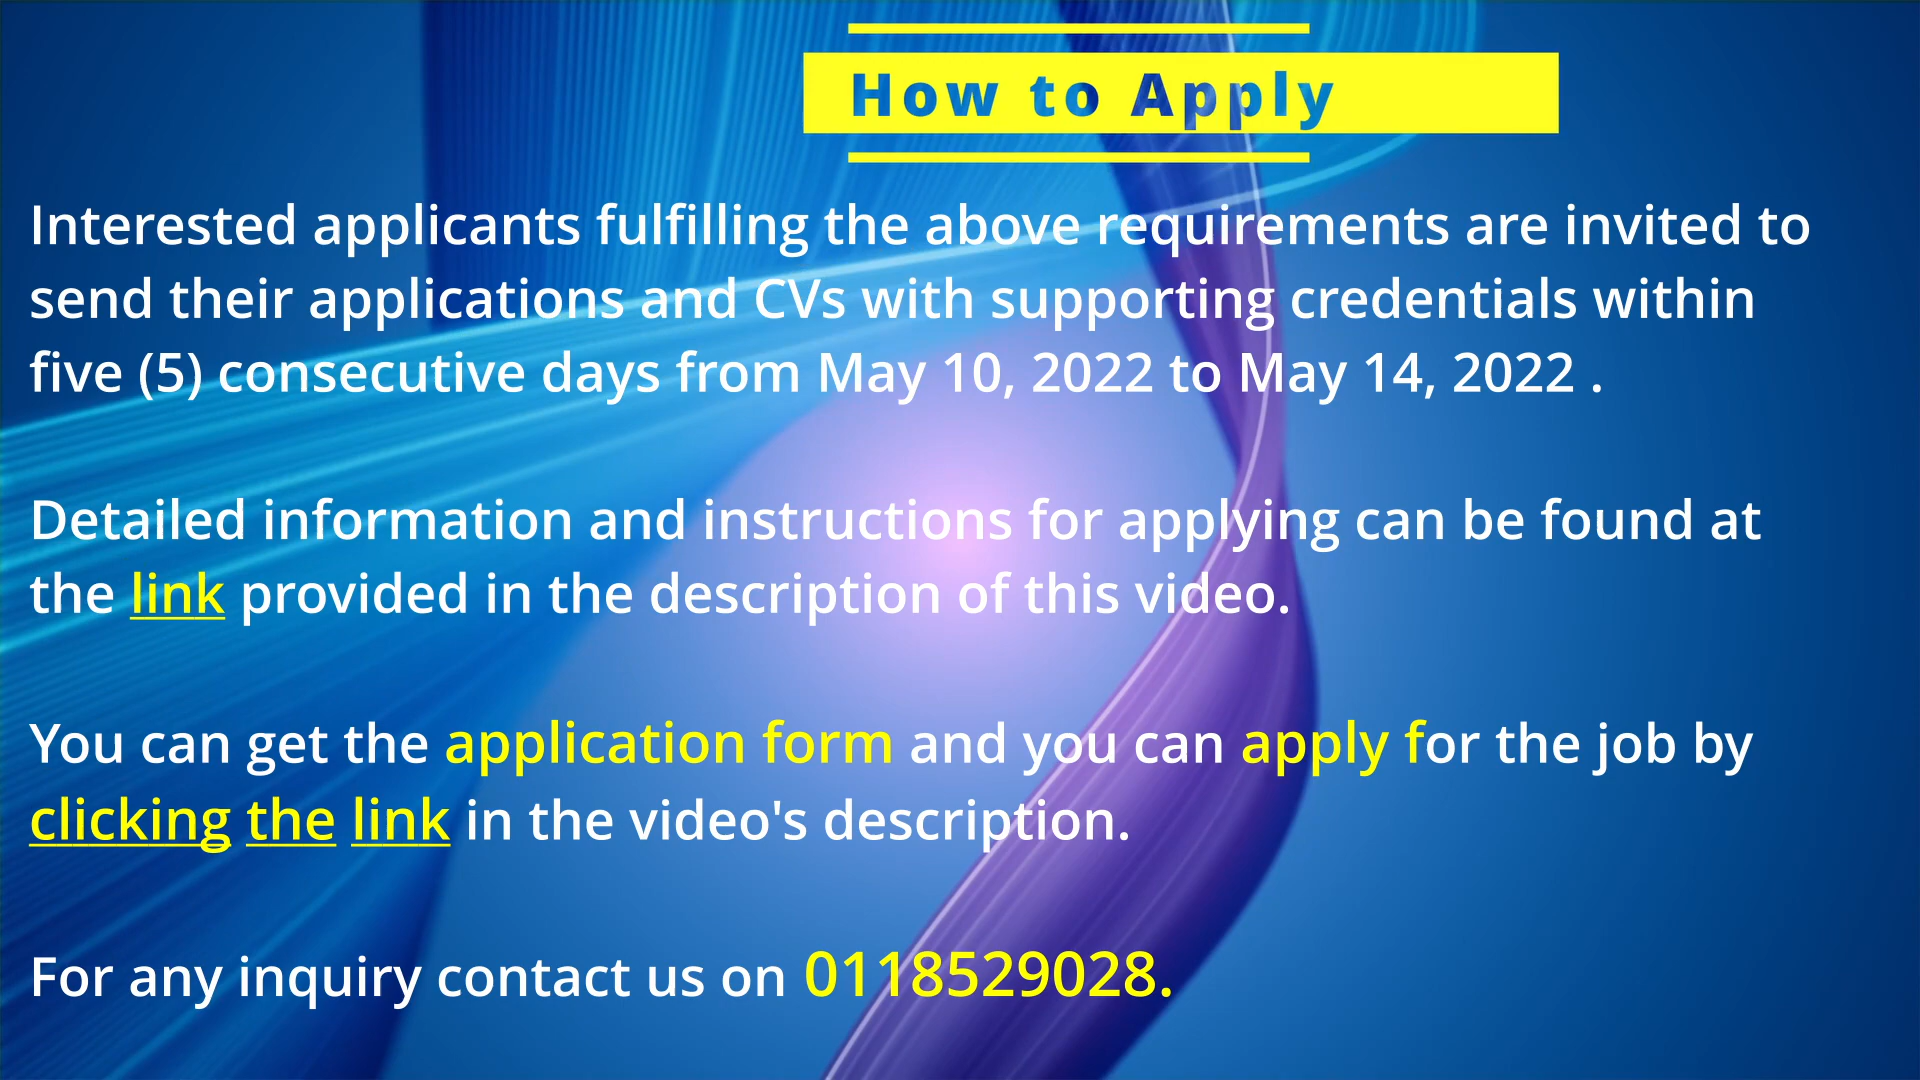 How to Apply
Interested applicants fulfilling the above requirements are invited to
send their applications and CVs with supporting credentials within
five (5) consecutive days from May 10, 2022 to May 14, 2022 .
Detailed information and instructions for applying can be found at
the link provided in the description of this video.
You can get the application form and you can apply for the job by
clicking the link in the video's description.
For any inquiry contact us on 0118529028.